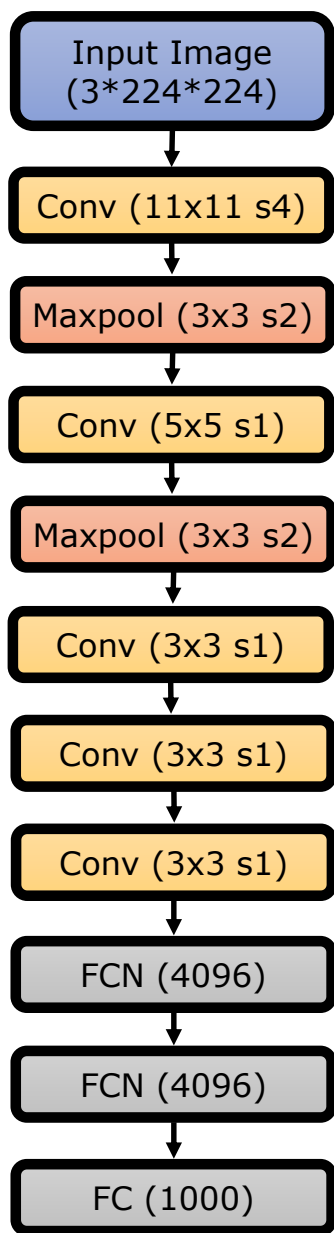 Input Image
(3*224*224)
Conv (11x11 s4)
Maxpool (3x3 s2)
Conv (5x5 s1)
Maxpool (3x3 s2)
Conv (3x3 s1)
Conv (3x3 s1)
Conv (3x3 s1)
FCN (4096)
FCN (4096)
FC (1000)